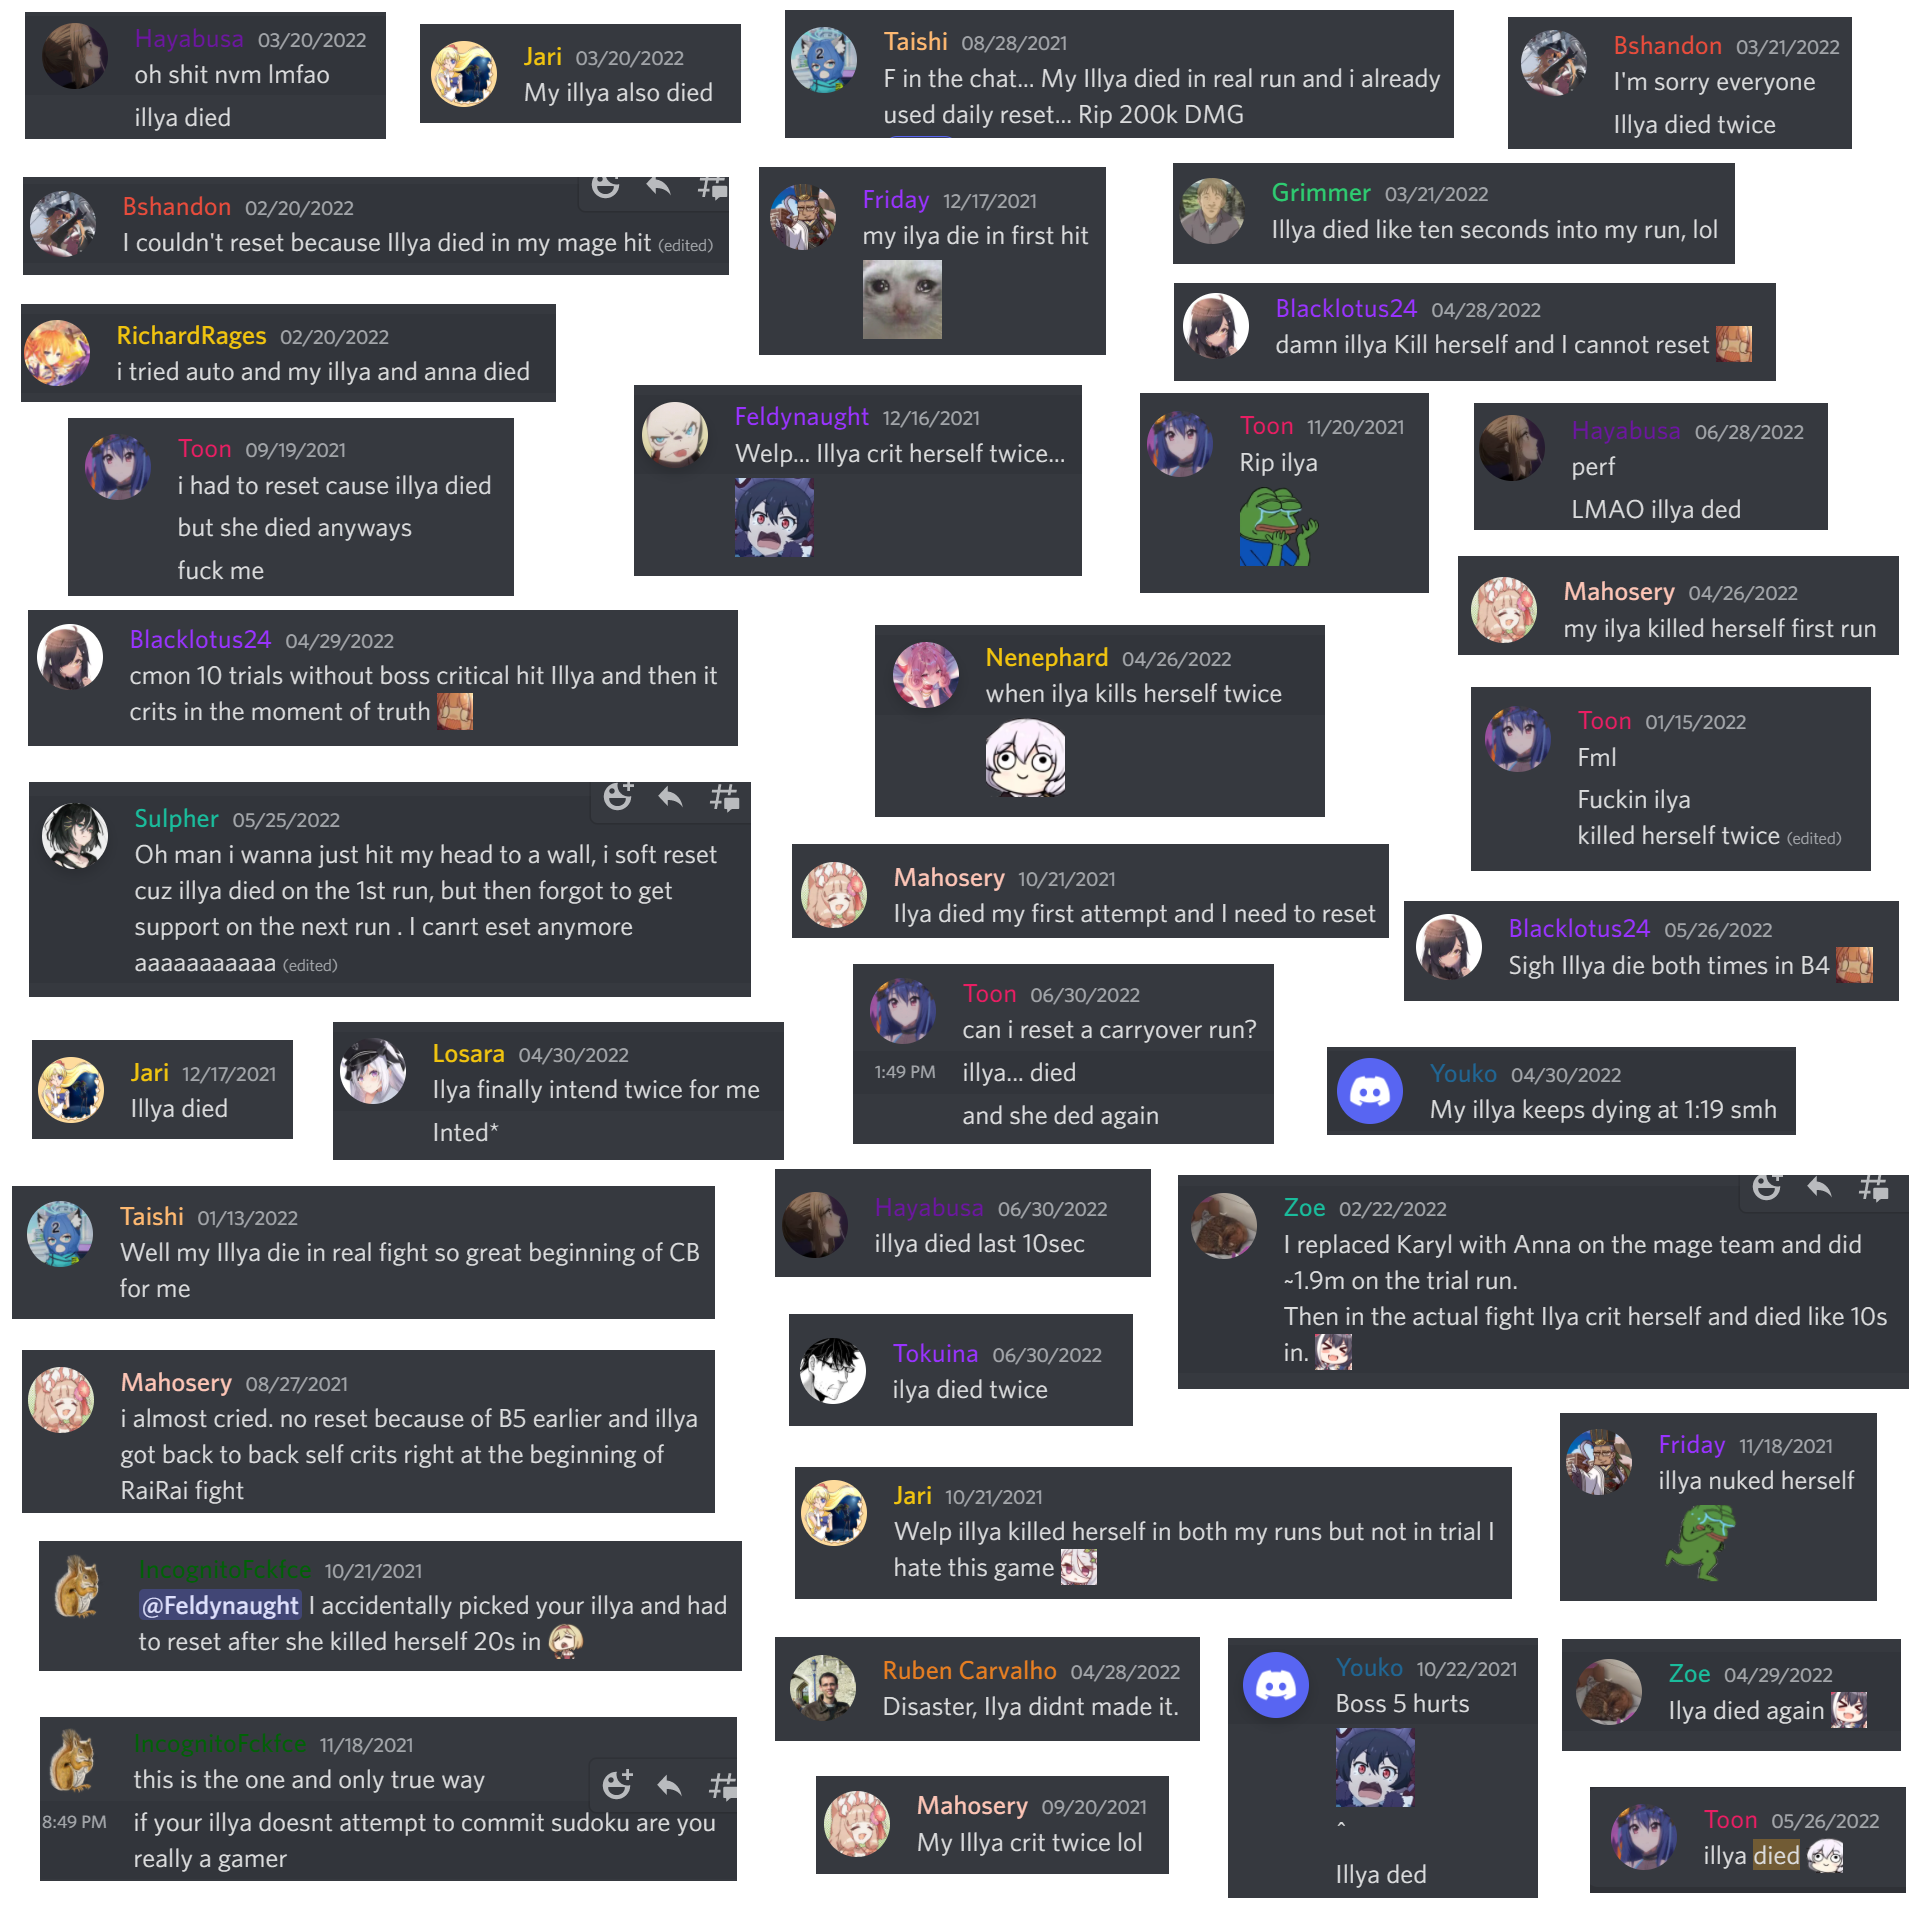 Hayabusa 03/20/2022
oh shit nvm lmfao
illya died
Jari 03/20/2022
My illya also died
Taishi 08/28/2021
F in the chat... My Illya died in real run and i already
used daily reset... Rip 200k DMG
Bshandon 03/21/2022
I'm sorry everyone
Illya died twice
Bshandon 02/20/2022
I couldn't reset because Illya died in my mage hit (edited)
Friday 12/17/2021
my ilya die in first hit
Grimmer 03/21/2022
Illya died like ten seconds into my run, lol
RichardRages 02/20/2022
i tried auto and my illya and anna died
Blacklotus24 04/28/2022
damn illya Kill herself and I cannot reset
Toon 09/19/2021
i had to reset cause illya died
but she died anyways
fuck me
Feldynaught 12/16/2021
Welp... Illya crit herself twice...
Toon 11/20/2021
Rip ilya
Hayabusa 06/28/2022
perf
LMAO illya ded
Mahosery 04/26/2022
my ilya killed herself first run
Blacklotus24 04/29/2022
cmon 10 trials without boss critical hit Illya and then it
crits in the moment of truth
Nenephard 04/26/2022
when ilya kills herself twice
Toon 01/15/2022
Fml
Fuckin ilya
killed herself twice (edited)
Sulpher 05/25/2022
Oh man i wanna just hit my head to a wall, i soft reset
cuz illya died on the 1st run, but then forgot to get
support on the next run . I canrt eset anymore
aaaaaaaaaaa (edited)
Mahosery 10/21/2021
Ilya died my first attempt and I need to reset
Blacklotus24 05/26/2022
Sigh Illya die both times in B4
Jari 12/17/2021
Illya died
Losara 04/30/2022
Ilya finally intend twice for me
Inted*
Toon 06/30/2022
can i reset a carryover run?
1:49 PM illya... died
and she ded again
Youko 04/30/2022
My illya keeps dying at 1:19 smh
Taishi 01/13/2022
Well my Illya die in real fight so great beginning of CB
for me
Hayabusa 06/30/2022
illya died last 10sec
Zoe 02/22/2022
I replaced Karyl with Anna on the mage team and did
~1.9m on the trial run.
Then in the actual fight Ilya crit herself and died like 10s
in.
Tokuina 06/30/2022
ilya died twice
Mahosery 08/27/2021
i almost cried. no reset because of B5 earlier and illya
got back to back self crits right at the beginning of
RaiRai fight
Friday 11/18/2021
illya nuked herself
Jari 10/21/2021
Welp illya killed herself in both my runs but not in trial I
hate this game
IncognitoFckfce 10/21/2021
@Feldynaught I accidentally picked your illya and had
to reset after she killed herself 20s in
Ruben Carvalho 04/28/2022
Disaster, Ilya didnt made it.
Youko 10/22/2021
Boss 5 hurts
^
Illya ded
Zoe 04/29/2022
Ilya died again
IncognitoFckfce 11/18/2021
this is the one and only true way
8:49 PM if your illya doesnt attempt to commit sudoku are you
really a gamer
Mahosery 09/20/2021
My Illya crit twice lol
Toon 05/26/2022
illya died